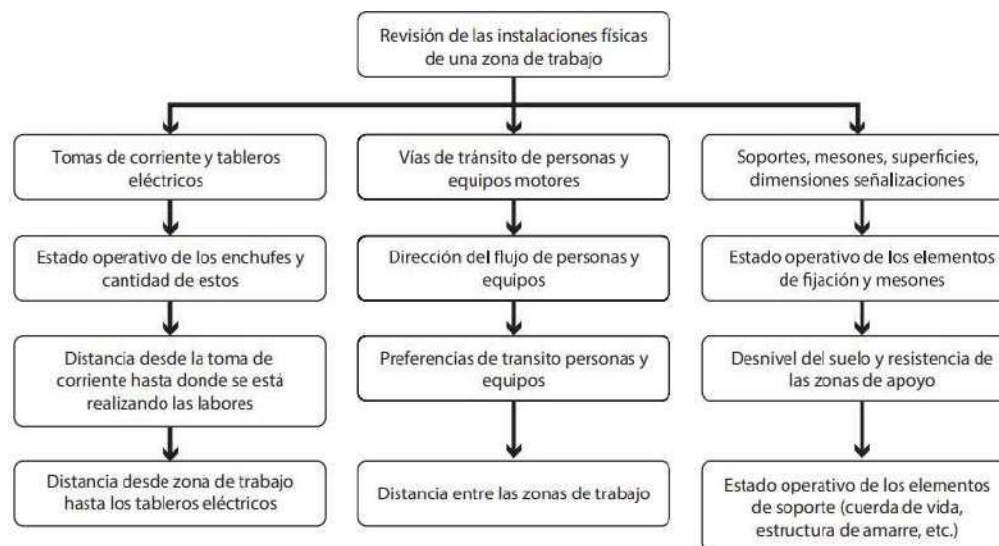 Revisión de las instalaciones físicas
de una zona de trabajo
Tomas de corriente y tableros
eléctricos
Vías de tránsito de personas y
equipos motores
Soportes, mesones, superficies,
dimensiones señalizaciones
Estado operativo de los enchufes y
cantidad de estos
Dirección del flujo de personas y
equipos
Estado operativo de los elementos
de fijación y mesones
Distancia desde la toma de
corriente hasta donde se está
realizando las labores
Preferencias de transito personas y
equipos
Desnivel del suelo y resistencia de
las zonas de apoyo
Distancia desde zona de trabajo
hasta los tableros eléctricos
Distancia entre las zonas de trabajo
Estado operativo de los elementos
de soporte (cuerda de vida,
estructura de amarre, etc.)